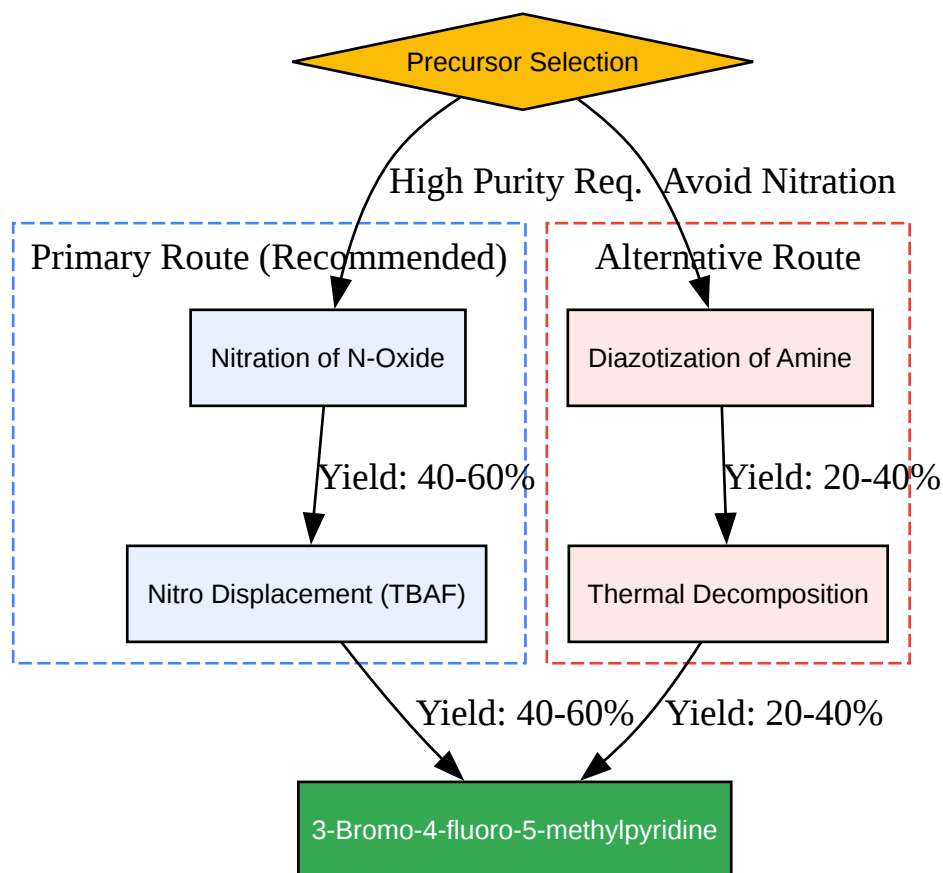 Precursor Selection
High Purity Req.
Avoid Nitration
Primary Route (Recommended)
Alternative Route
Nitration of N-Oxide
Diazotization of Amine
Yield: 40-60%
Yield: 20-40%
Nitro Displacement (TBAF)
Thermal Decomposition
Yield: 40-60%
Yield: 20-40%
3-Bromo-4-fluoro-5-methylpyridine